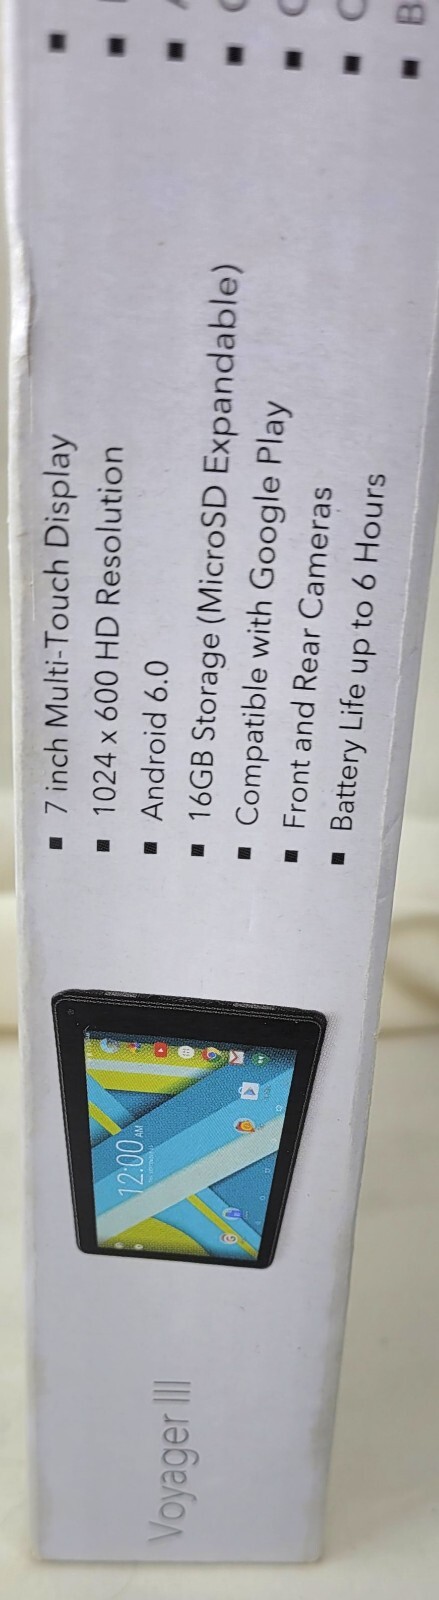 Voyager III
12:00 AM
▪ 7 inch Multi-Touch Display
▪ 1024 x 600 HD Resolution
▪ Android 6.0
▪ 16GB Storage (MicroSD Expandable)
▪ Compatible with Google Play
▪ Front and Rear Cameras
▪ Battery Life up to 6 Hours